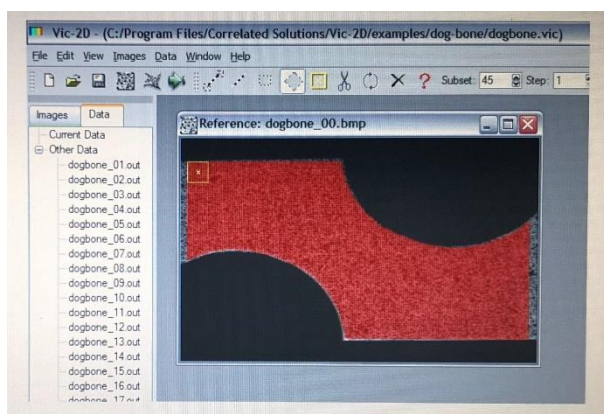 Vic-2D - (C:/Program Files/Correlated Solutions/Vic-2D/examples/dog-bone/dogbone.vic)
File Edit View Images Data Window Help
Subset: 45 Step: 1
Images Data
Current Data
Other Data
dogbone_01.out
dogbone_02.out
dogbone_03.out
dogbone_04.out
dogbone_05.out
dogbone_06.out
dogbone_07.out
dogbone_08.out
dogbone_09.out
dogbone_10.out
dogbone_11.out
dogbone_12.out
dogbone_13.out
dogbone_14.out
dogbone_15.out
dogbone_16.out
dogbone_17.out
Reference: dogbone_00.bmp